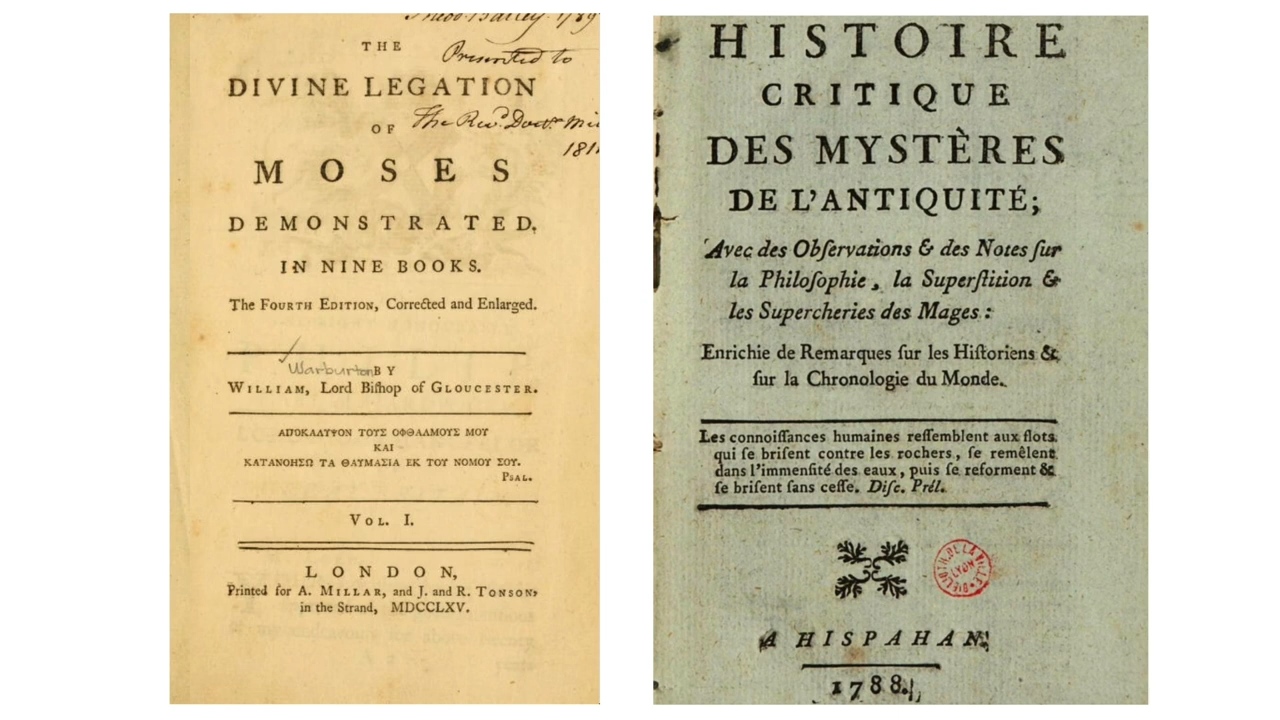 THE
Presented to
DIVINE LEGATION
OF
The Revd. Doctr.
MOSES
DEMONSTRATED,
IN NINE BOOKS.
The FOURTH EDITION, Corrected and Enlarged.
Warburton
BY
WILLIAM, Lord Biſhop of GLOUCESTER.
ΑΠΟΚΑΛΥΨΟΝ ΤΟΥΣ ΟΦΘΑΛΜΟΥΣ ΜΟΥ
ΚΑΙ
ΚΑΤΑΝΟΗΣΩ ΤΑ ΘΑΥΜΑΣΙΑ ΕΚ ΤΟΥ ΝΟΜΟΥ ΣΟΥ.
PSAL.
VOL. I.
LONDON,
Printed for A. MILLAR, and J. and R. TONSON,
in the Strand, MDCCLXV.
HISTOIRE
CRITIQUE
DES MYSTÈRES
DE L'ANTIQUITÉ;
Avec des Obſervations & des Notes ſur
la Philoſophie, la Superſtition &
les Supercheries des Mages :
Enrichie de Remarques ſur les Hiſtoriens &
ſur la Chronologie du Monde.
Les connoiſſances humaines reſſemblent aux flots
qui ſe briſent contre les rochers, ſe remêlent
dans l'immenſité des eaux, puis ſe reforment &
ſe briſent ſans ceſſe. Diſc. Prél.
BIBLIOTH. DE LA VILLE
LYON
A HISPAHAN,
1788.